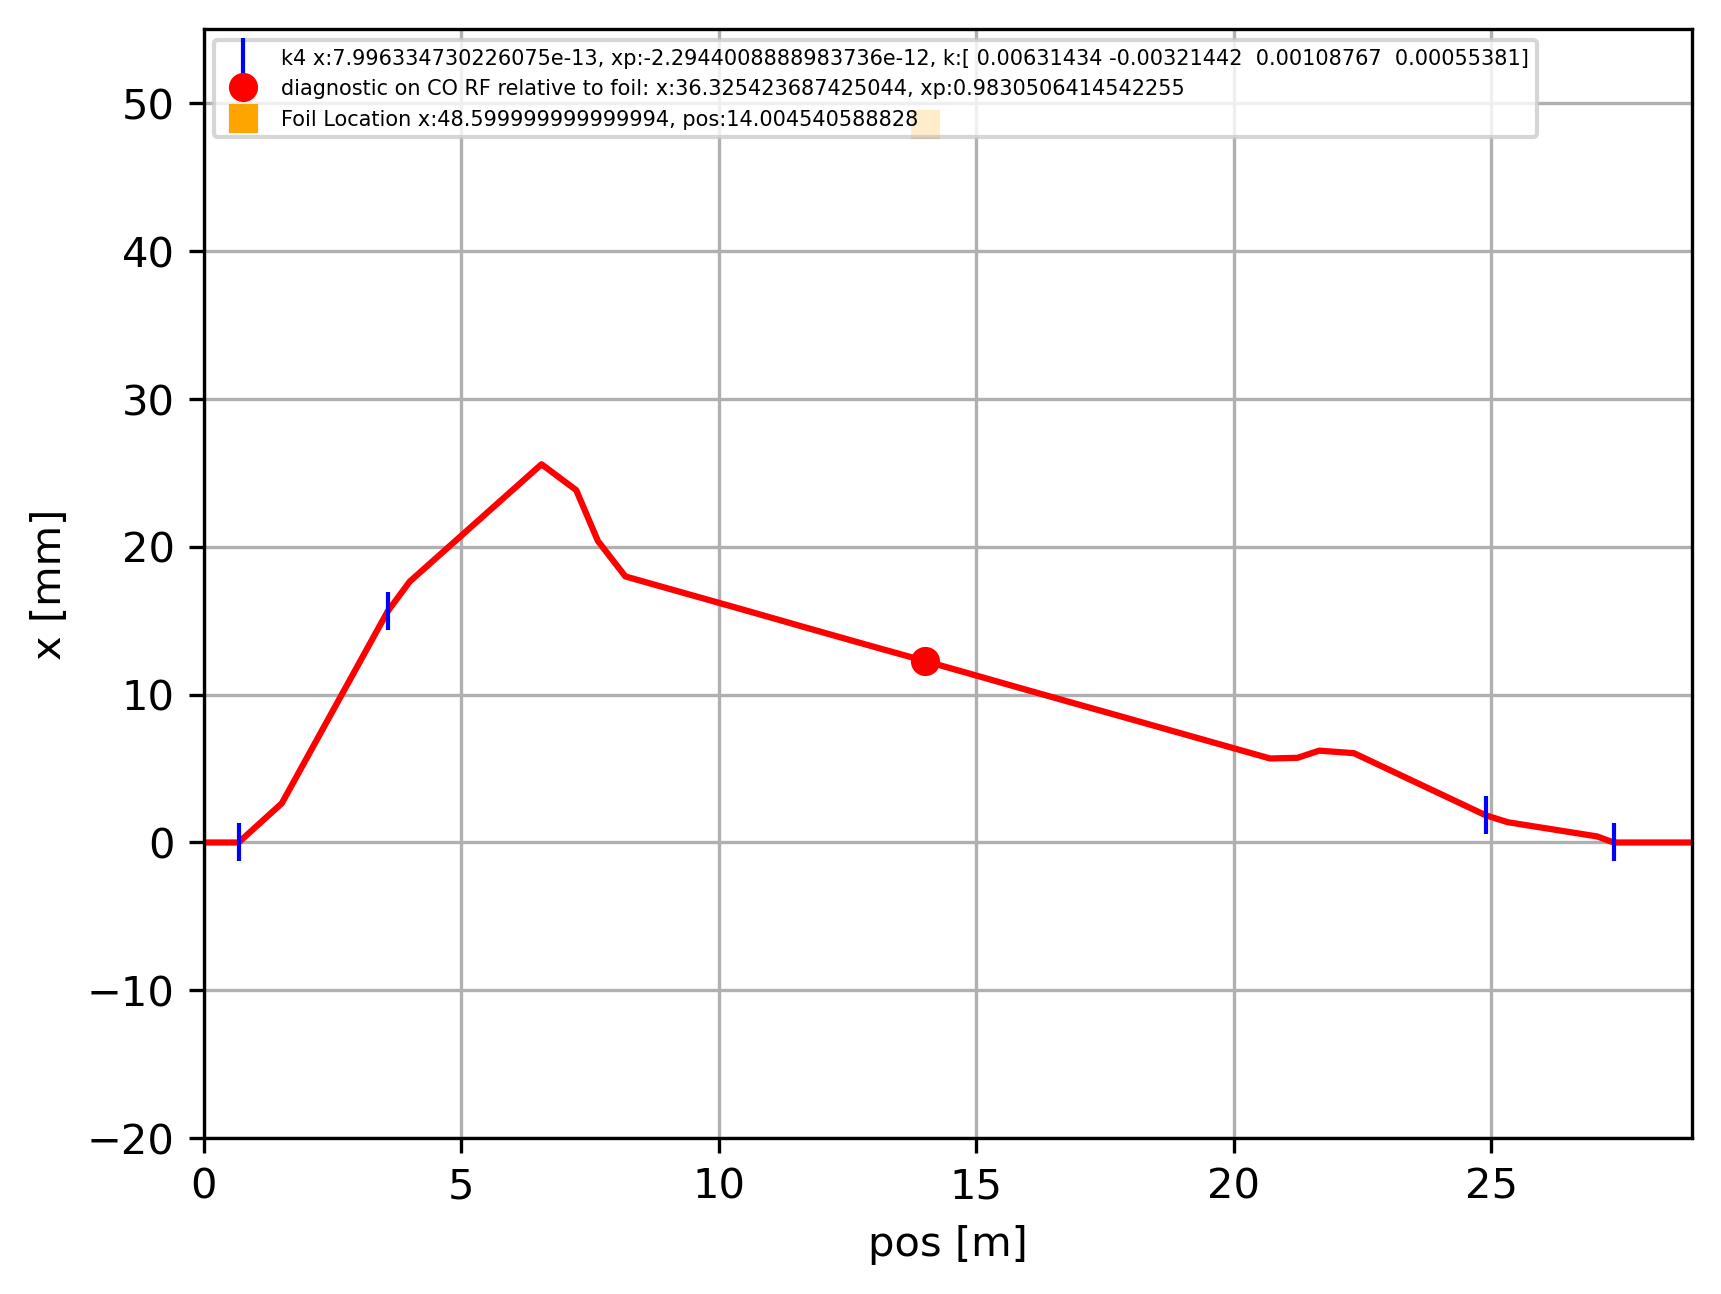 k4 x:7.996334730226075e-13, xp:-2.2944008888983736e-12, k:[ 0.00631434 -0.00321442  0.00108767  0.00055381]
diagnostic on CO RF relative to foil: x:36.325423687425044, xp:0.9830506414542255
Foil Location x:48.599999999999994, pos:14.004540588828
50
40
30
20
10
0
−10
−20
x [mm]
0 5 10 15 20 25
pos [m]